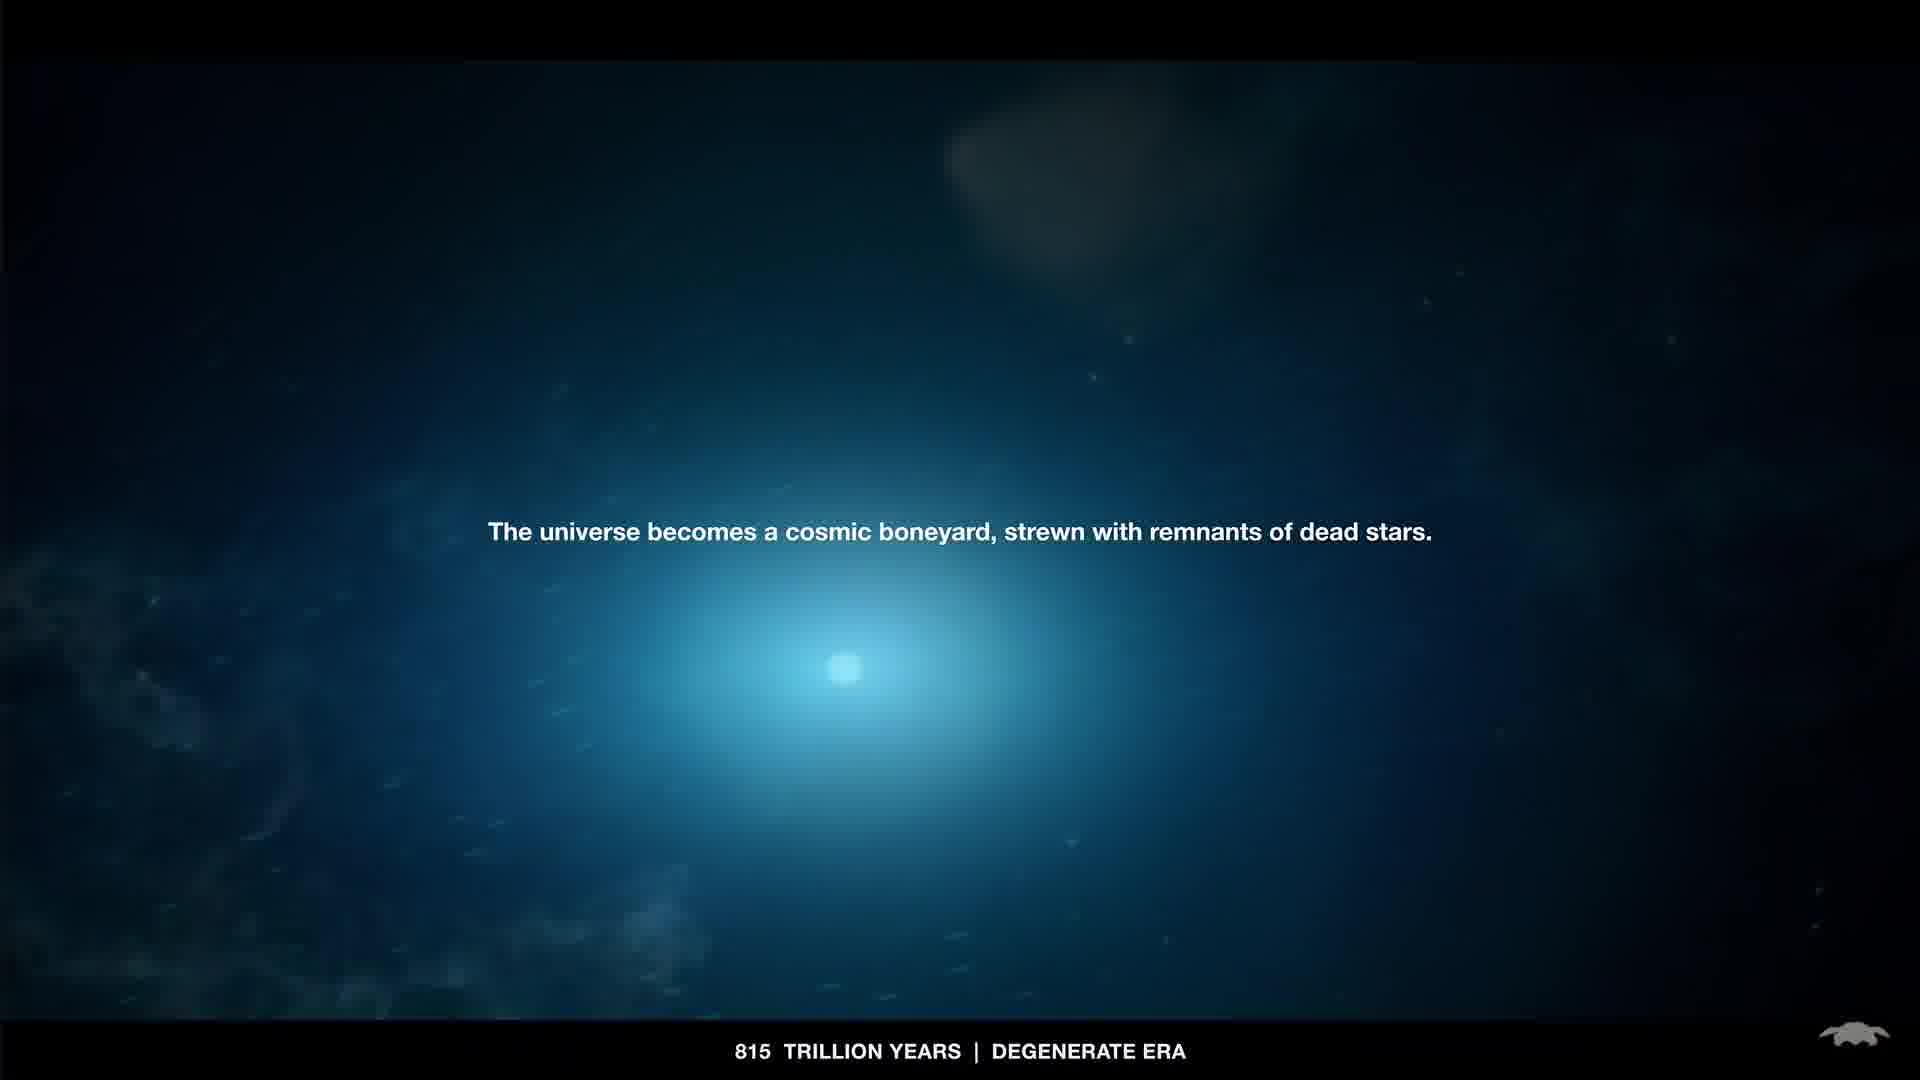 The universe becomes a cosmic boneyard, strewn with remnants of dead stars.
815 TRILLION YEARS | DEGENERATE ERA